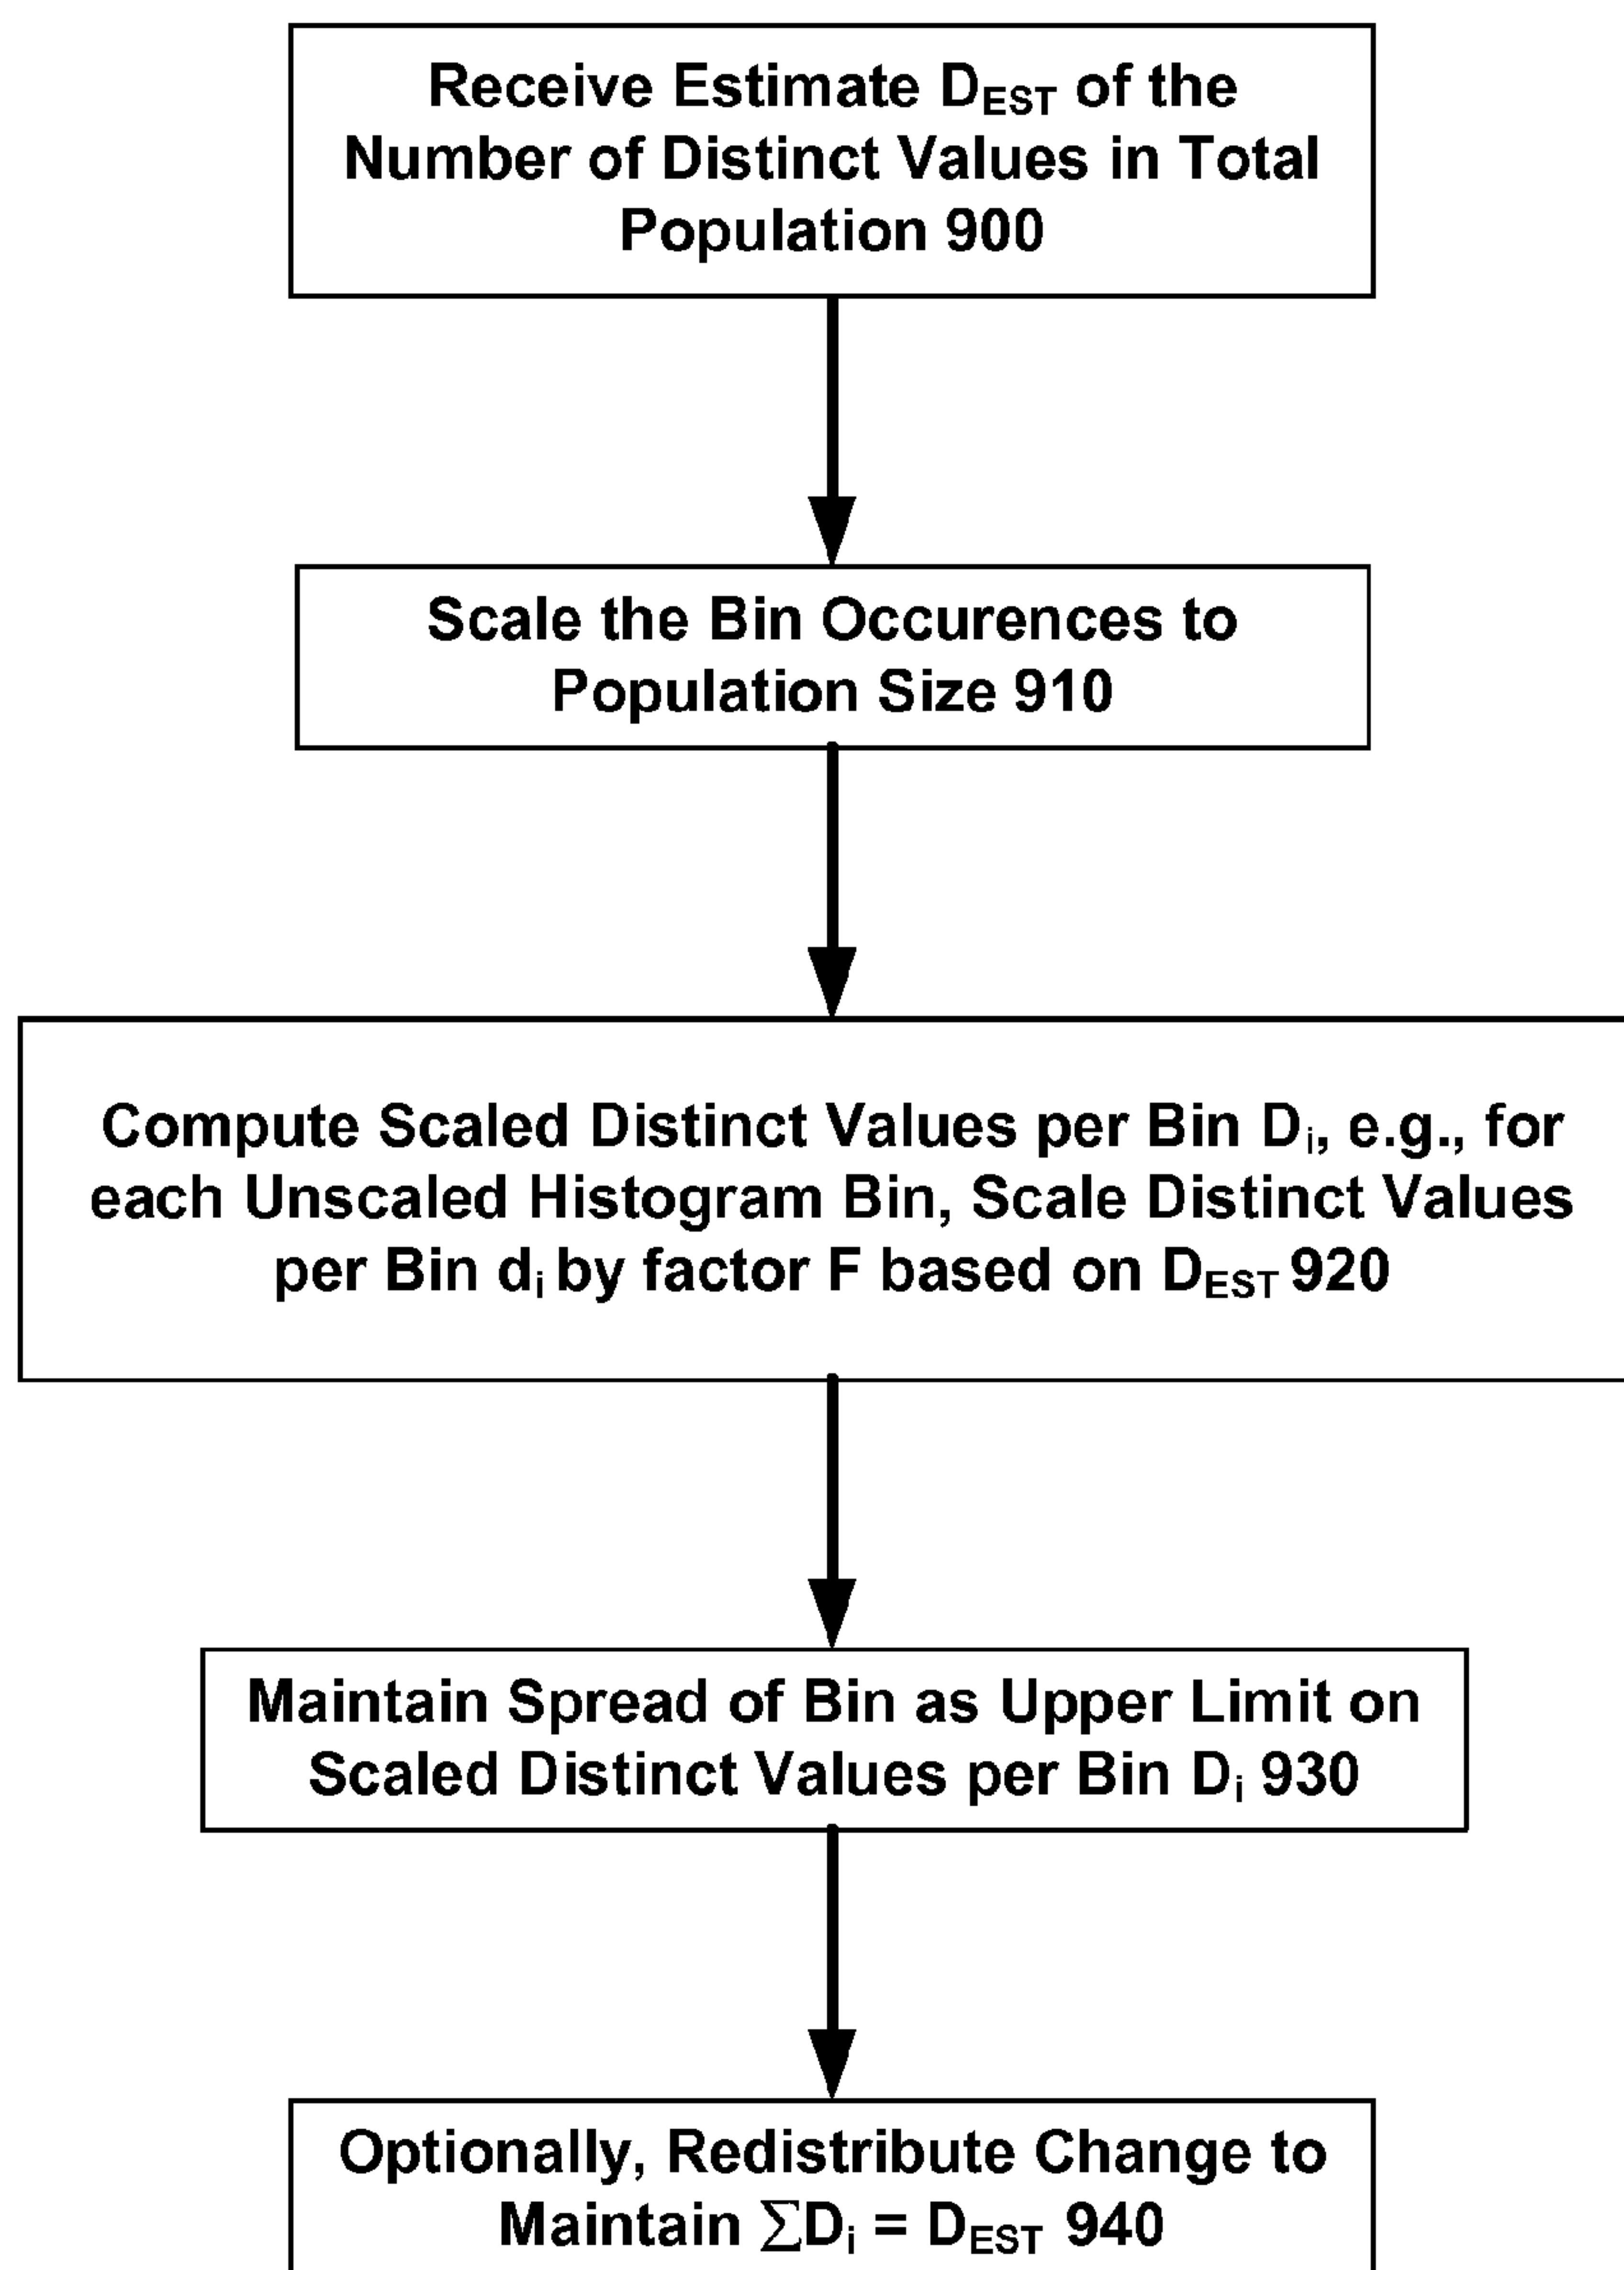 Receive Estimate DEST of the
Number of Distinct Values in Total
Population 900
Scale the Bin Occurences to
Population Size 910
Compute Scaled Distinct Values per Bin Di, e.g., for
each Unscaled Histogram Bin, Scale Distinct Values
per Bin di by factor F based on DEST 920
Maintain Spread of Bin as Upper Limit on
Scaled Distinct Values per Bin Di 930
Optionally, Redistribute Change to
Maintain ∑Di = DEST 940